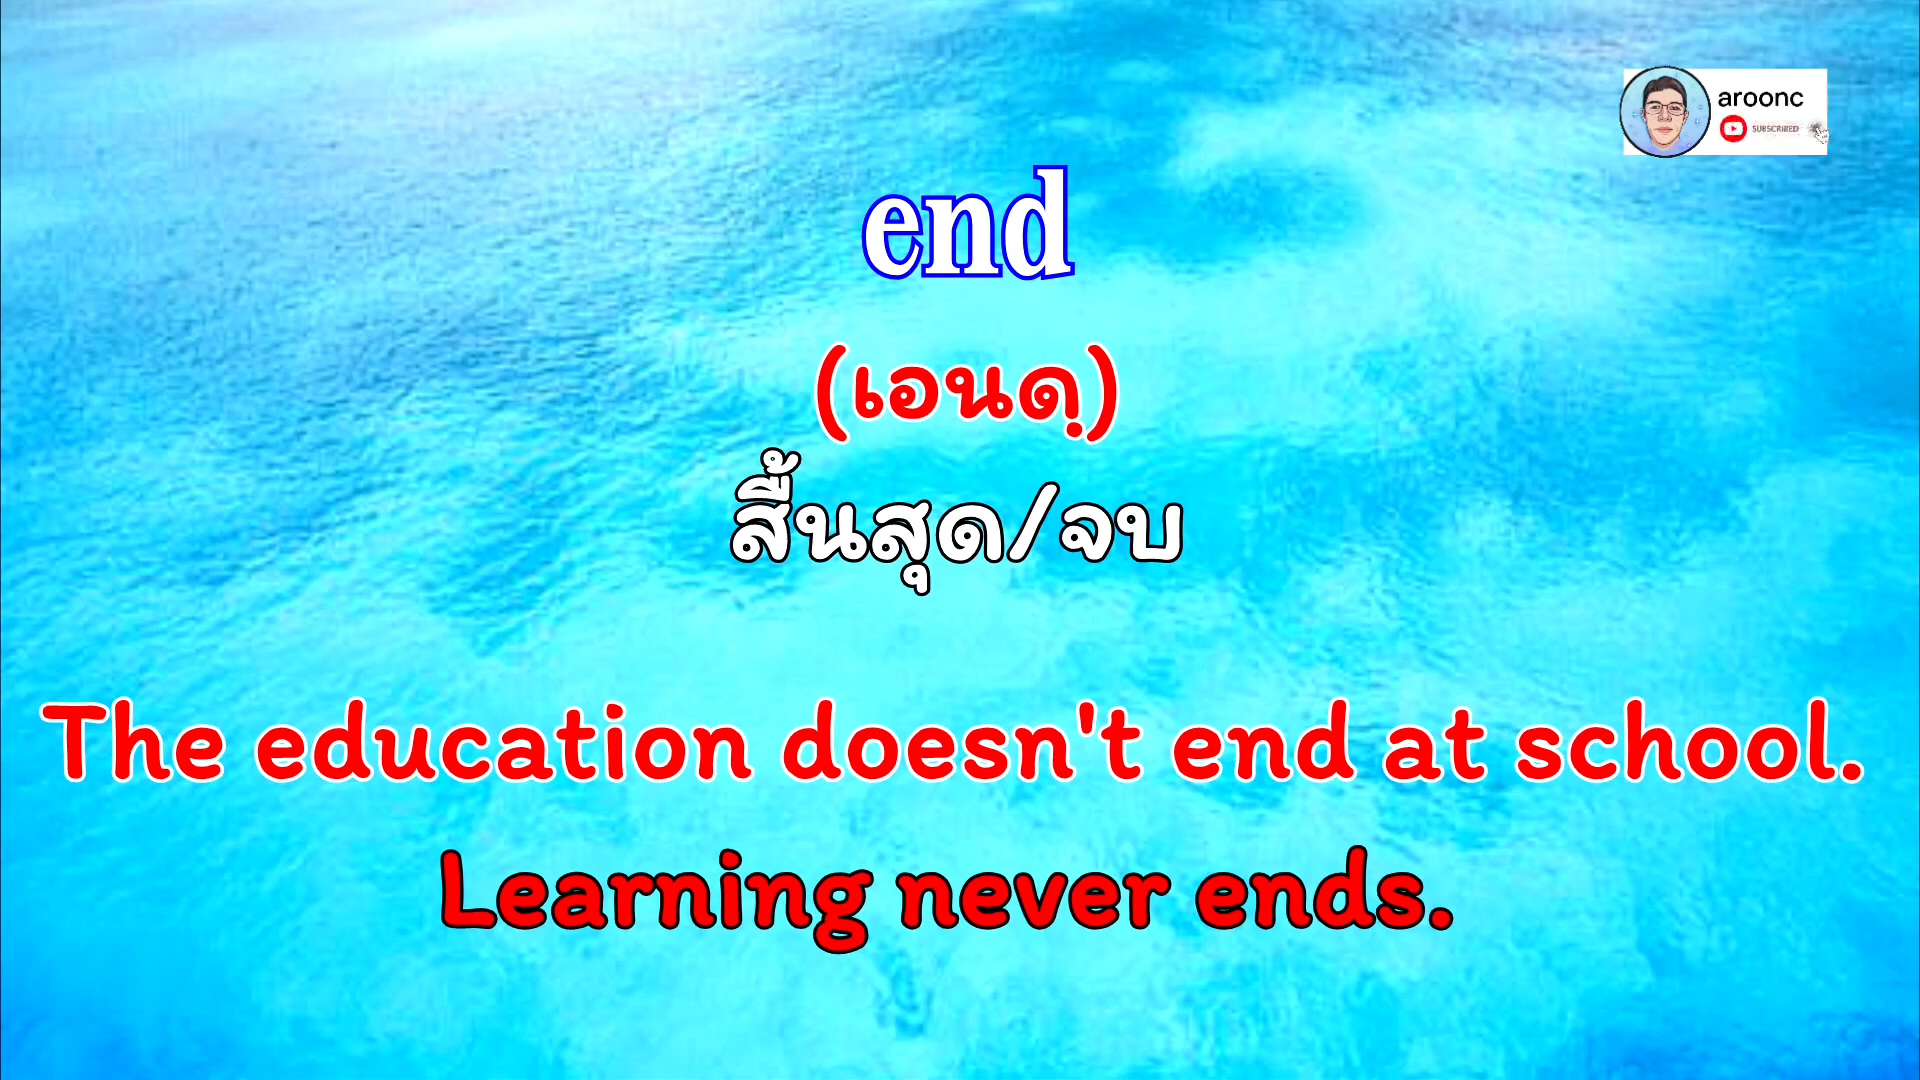 aroonc
SUBSCRIBED
end
(เอนดฺ)
สิ้นสุด/จบ
The education doesn't end at school.
Learning never ends.